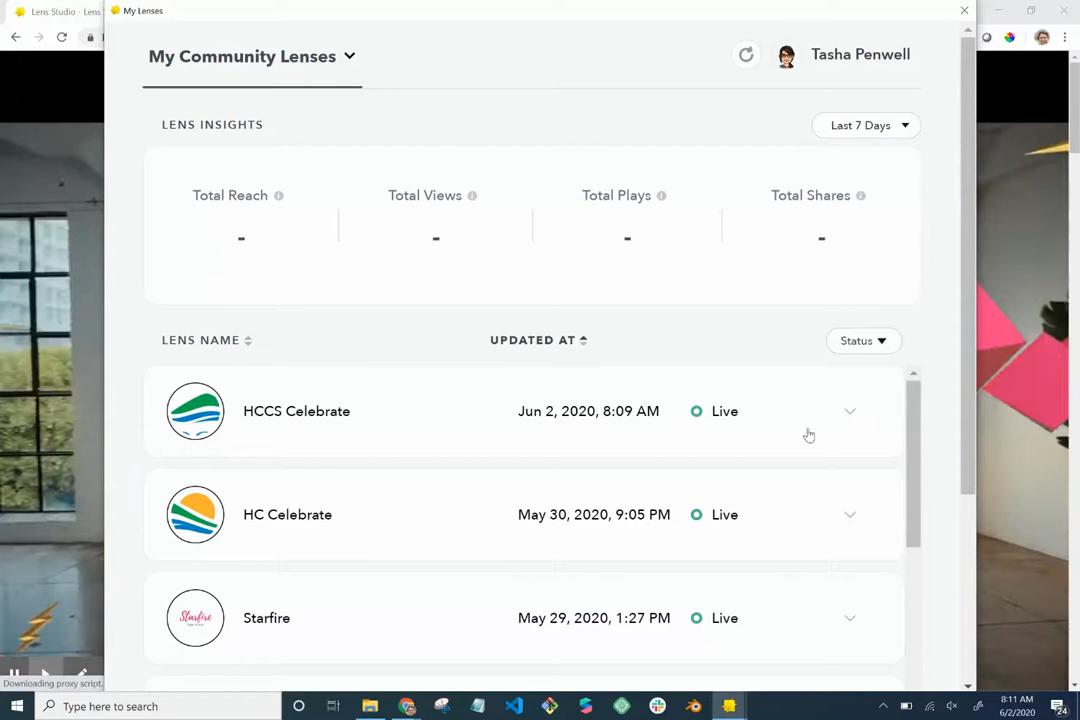 Lens Studio - Lens
My Lenses
My Community Lenses
Tasha Penwell
LENS INSIGHTS
Last 7 Days
Total Reach
Total Views
Total Plays
Total Shares
-
-
-
-
LENS NAME
UPDATED AT
Status
HCCS Celebrate
Jun 2, 2020, 8:09 AM
Live
HC Celebrate
May 30, 2020, 9:05 PM
Live
Starfire
Starfire
May 29, 2020, 1:27 PM
Live
Downloading proxy script...
Type here to search
8:11 AM
6/2/2020
24